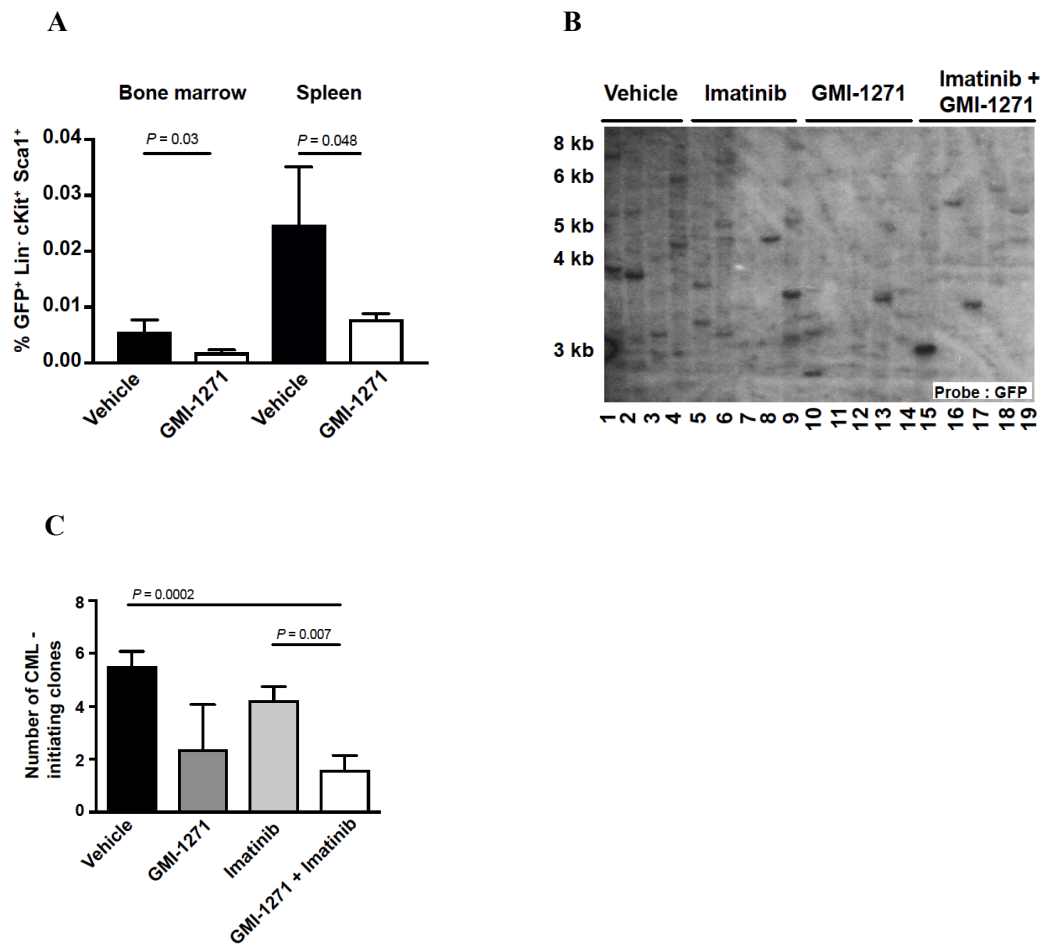 A
Bone marrow Spleen
% GFP⁺ Lin⁻ cKit⁺ Sca1⁺
0.04
0.03
0.02
0.01
0.00
P = 0.03
P = 0.048
Vehicle
GMI-1271
Vehicle
GMI-1271
B
Vehicle Imatinib GMI-1271 Imatinib +
GMI-1271
8 kb
6 kb
5 kb
4 kb
3 kb
Probe : GFP
1 2 3 4 5 6 7 8 9 10 11 12 13 14 15 16 17 18 19
C
Number of CML -
initiating clones
8
6
4
2
0
P = 0.0002
P = 0.007
Vehicle
GMI-1271
Imatinib
GMI-1271 + Imatinib